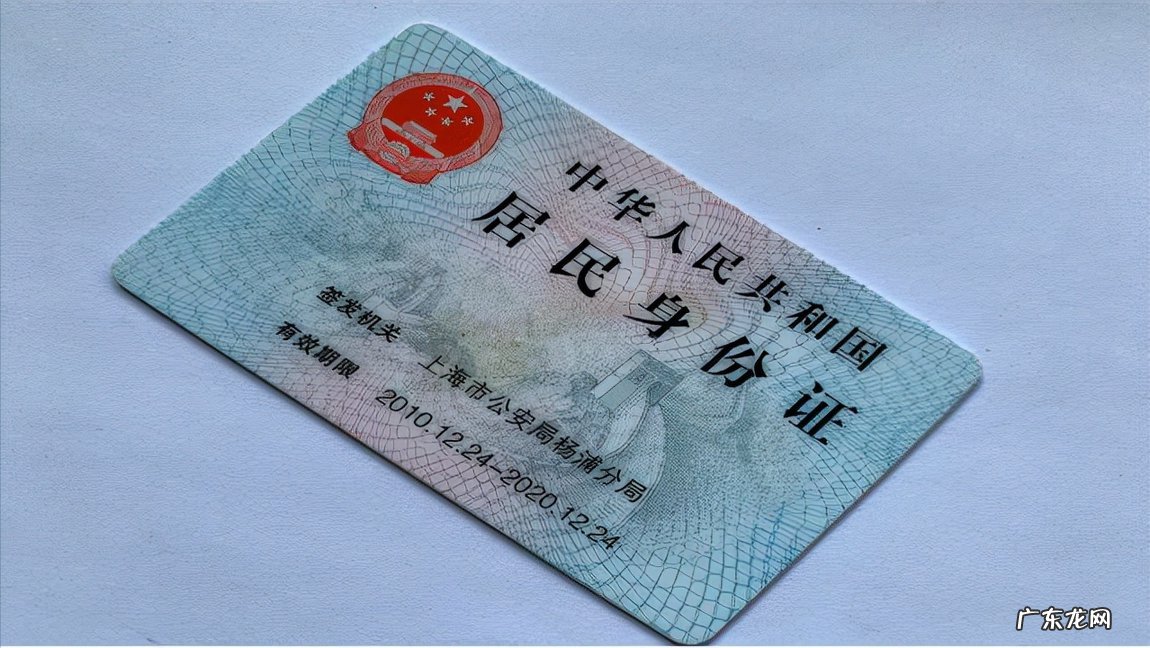 中华人民共和国
居民身份证
签发机关 上海市公安局杨浦分局
有效期限 2010.12.24-2020.12.24
广东龙网